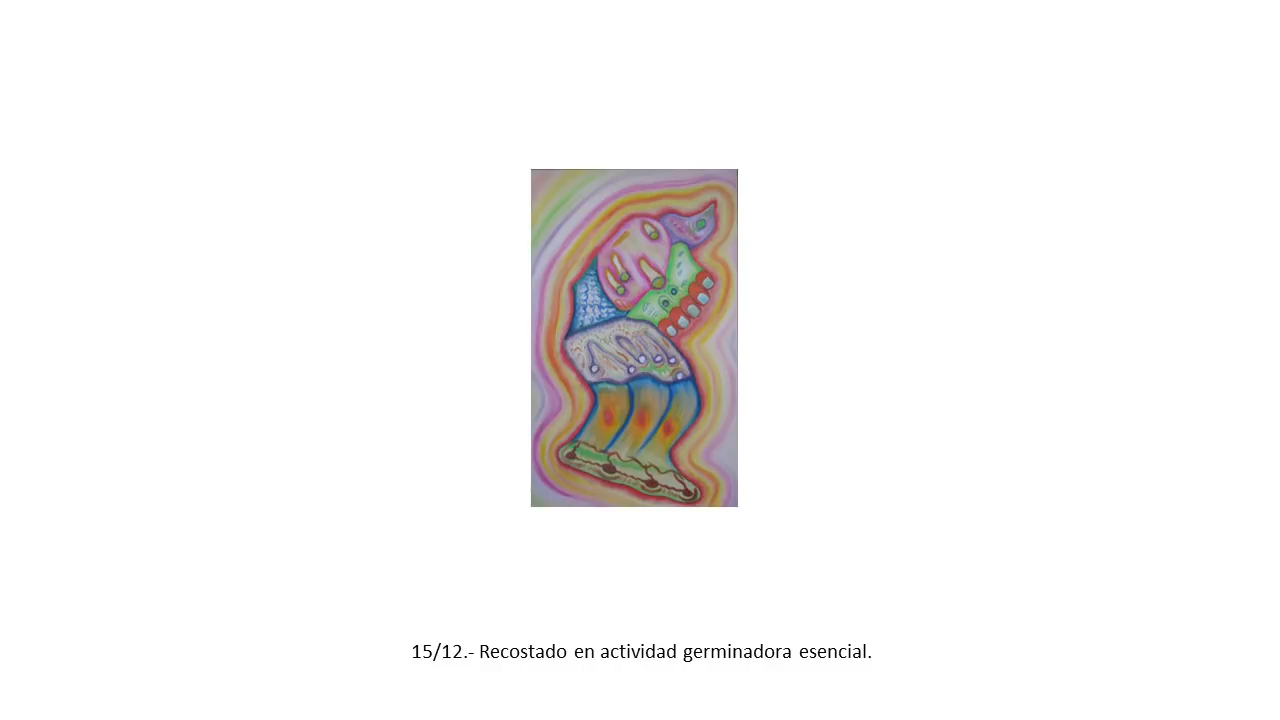 15/12.- Recostado en actividad germinadora esencial.